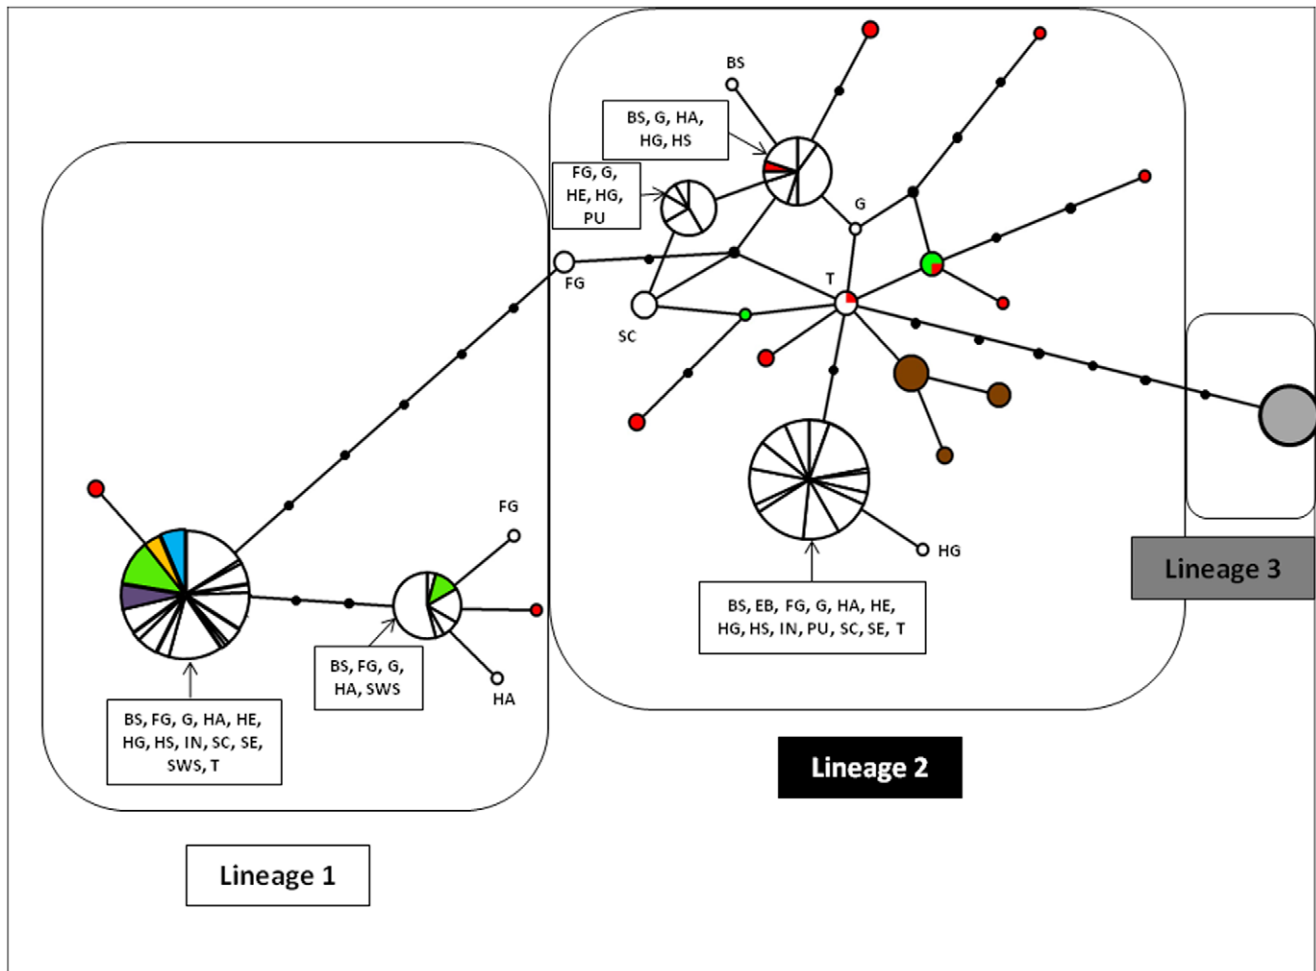 BS
BS, G, HA,
HG, HS
FG, G,
HE, HG,
PU
G
T
FG
SC
FG
HG
Lineage 3
BS, EB, FG, G, HA, HE,
HG, HS, IN, PU, SC, SE, T
BS, FG, G,
HA, SWS
HA
BS, FG, G, HA, HE,
HG, HS, IN, SC, SE,
SWS, T
Lineage 2
Lineage 1